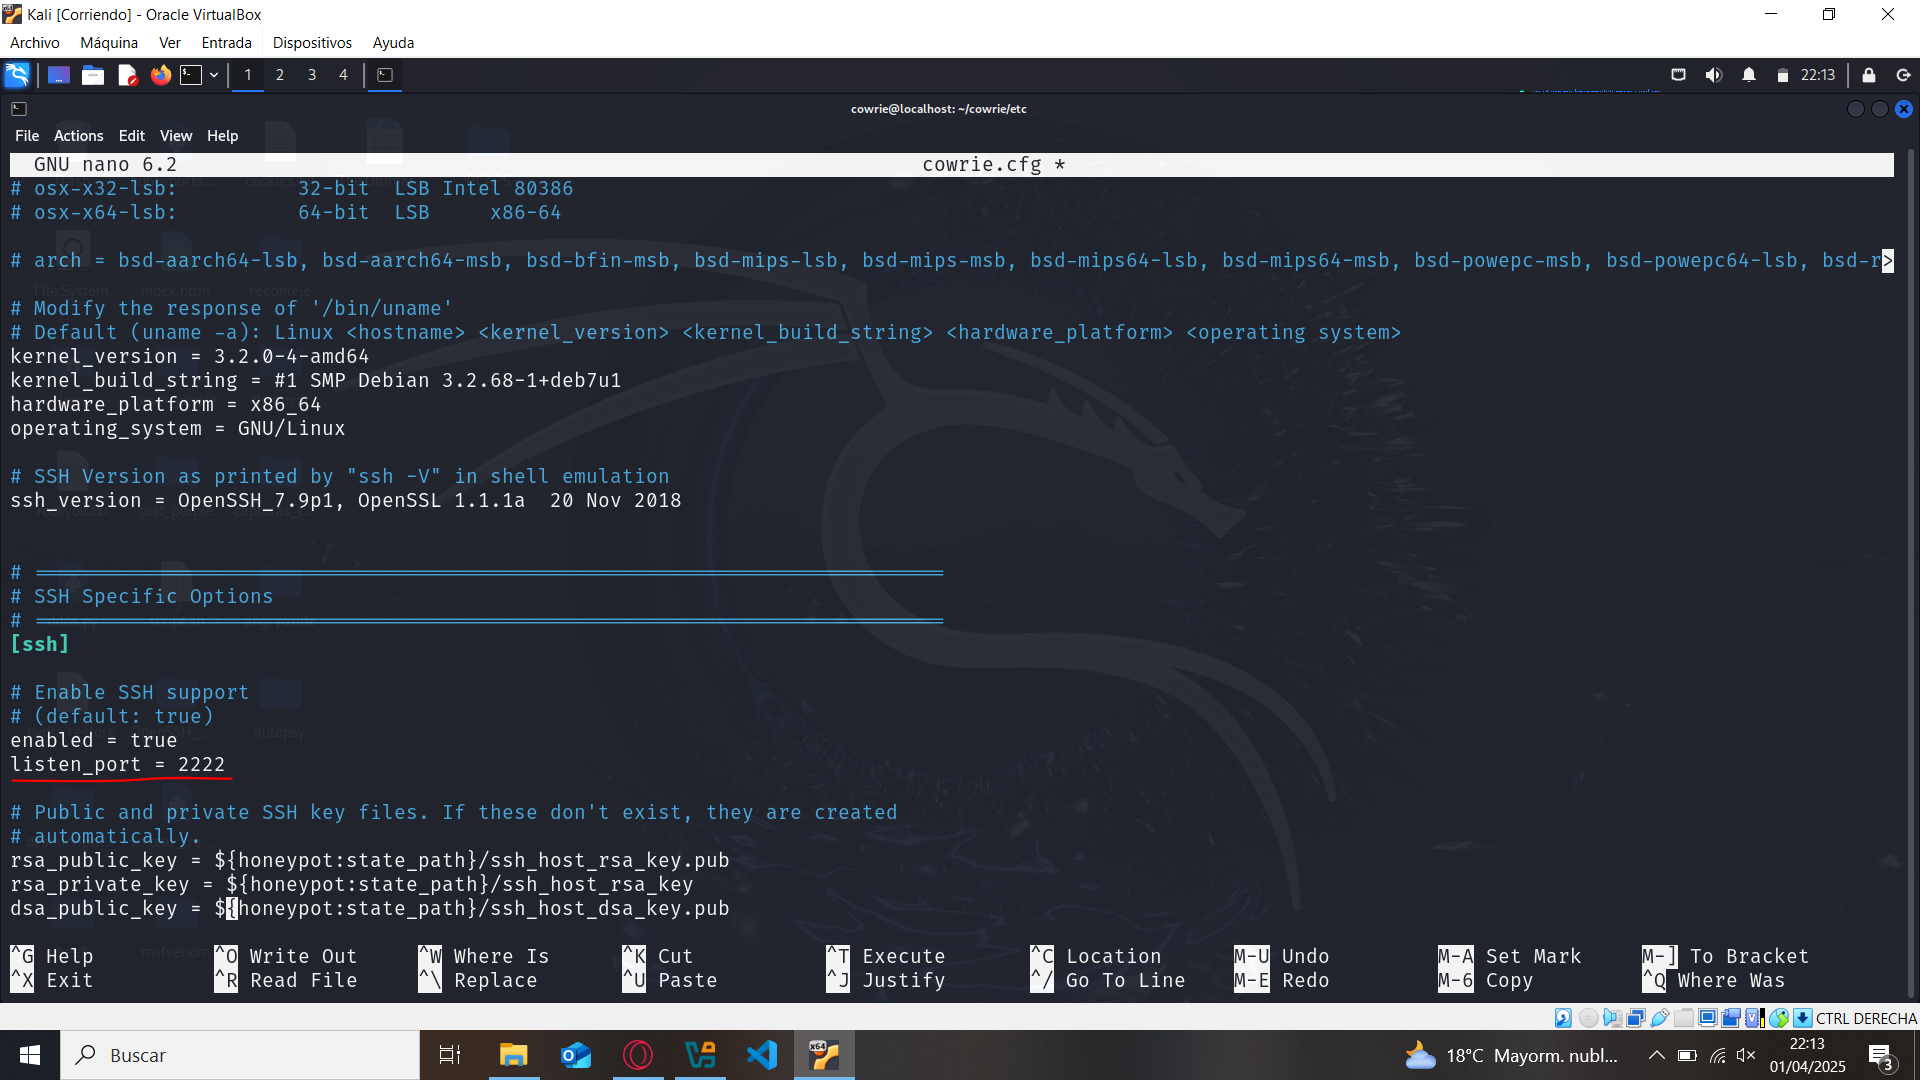 Kali [Corriendo] - Oracle VirtualBox
Archivo Máquina Ver Entrada Dispositivos Ayuda
1 2 3 4 22:13
cowrie@localhost: ~/cowrie/etc
File Actions Edit View Help
GNU nano 6.2 cowrie.cfg *
# osx-x32-lsb: 32-bit LSB Intel 80386
# osx-x64-lsb: 64-bit LSB x86-64
# arch = bsd-aarch64-lsb, bsd-aarch64-msb, bsd-bfin-msb, bsd-mips-lsb, bsd-mips-msb, bsd-mips64-lsb, bsd-mips64-msb, bsd-powepc-msb, bsd-powepc64-lsb, bsd-r>
# Modify the response of '/bin/uname'
# Default (uname -a): Linux <hostname> <kernel_version> <kernel_build_string> <hardware_platform> <operating system>
kernel_version = 3.2.0-4-amd64
kernel_build_string = #1 SMP Debian 3.2.68-1+deb7u1
hardware_platform = x86_64
operating_system = GNU/Linux
# SSH Version as printed by "ssh -V" in shell emulation
ssh_version = OpenSSH_7.9p1, OpenSSL 1.1.1a  20 Nov 2018
# ============================================================================
# SSH Specific Options
# ============================================================================
[ssh]
# Enable SSH support
# (default: true)
enabled = true
listen_port = 2222
# Public and private SSH key files. If these don't exist, they are created
# automatically.
rsa_public_key = ${honeypot:state_path}/ssh_host_rsa_key.pub
rsa_private_key = ${honeypot:state_path}/ssh_host_rsa_key
dsa_public_key = ${honeypot:state_path}/ssh_host_dsa_key.pub
^G Help ^O Write Out ^W Where Is ^K Cut ^T Execute ^C Location M-U Undo M-A Set Mark M-] To Bracket
^X Exit ^R Read File ^\ Replace ^U Paste ^J Justify ^/ Go To Line M-E Redo M-6 Copy ^Q Where Was
CTRL DERECHA
Buscar 18°C Mayorm. nubl... 22:13
01/04/2025 3